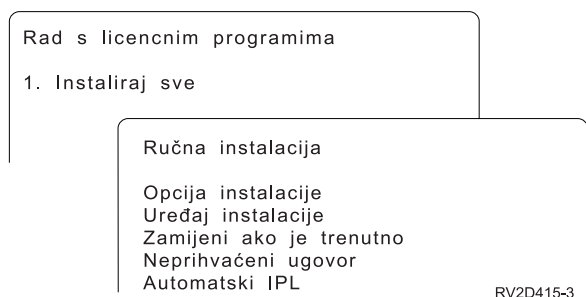 Rad s licencnim programima
1. Instaliraj sve
Ručna instalacija
Opcija instalacije
Uređaj instalacije
Zamijeni ako je trenutno
Neprihvaćeni ugovor
Automatski IPL
RV2D415-3